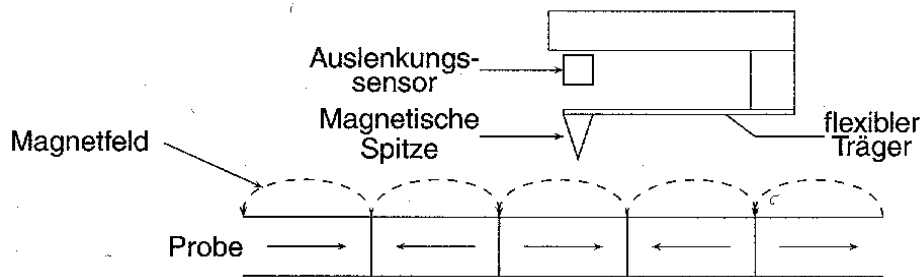 Auslenkungs-
sensor
Magnetische
Spitze
flexibler
Träger
Magnetfeld
Probe